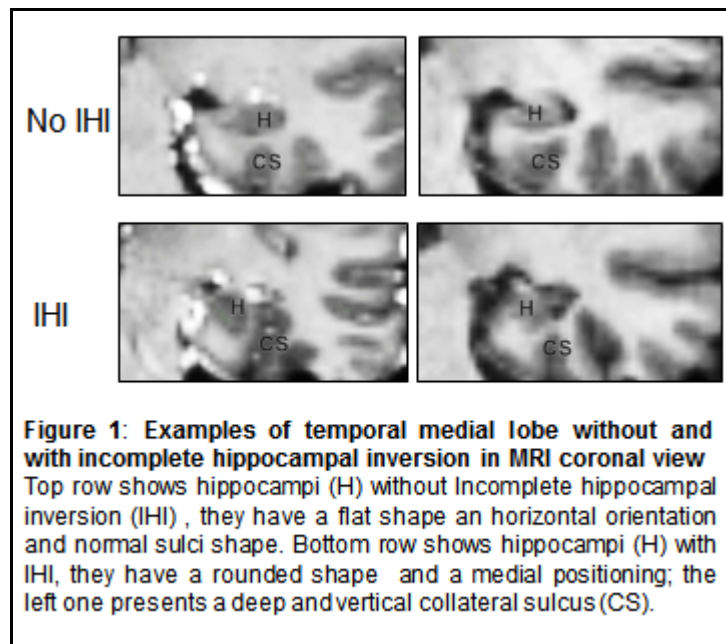 No IHI
H
CS
H
CS
IHI
H
CS
H
CS
Figure 1: Examples of temporal medial lobe without and
with incomplete hippocampal inversion in MRI coronal view
Top row shows hippocampi (H) without Incomplete hippocampal
inversion (IHI) , they have a flat shape an horizontal orientation
and normal sulci shape. Bottom row shows hippocampi (H) with
IHI, they have a rounded shape and a medial positioning; the
left one presents a deep and vertical collateral sulcus (CS).